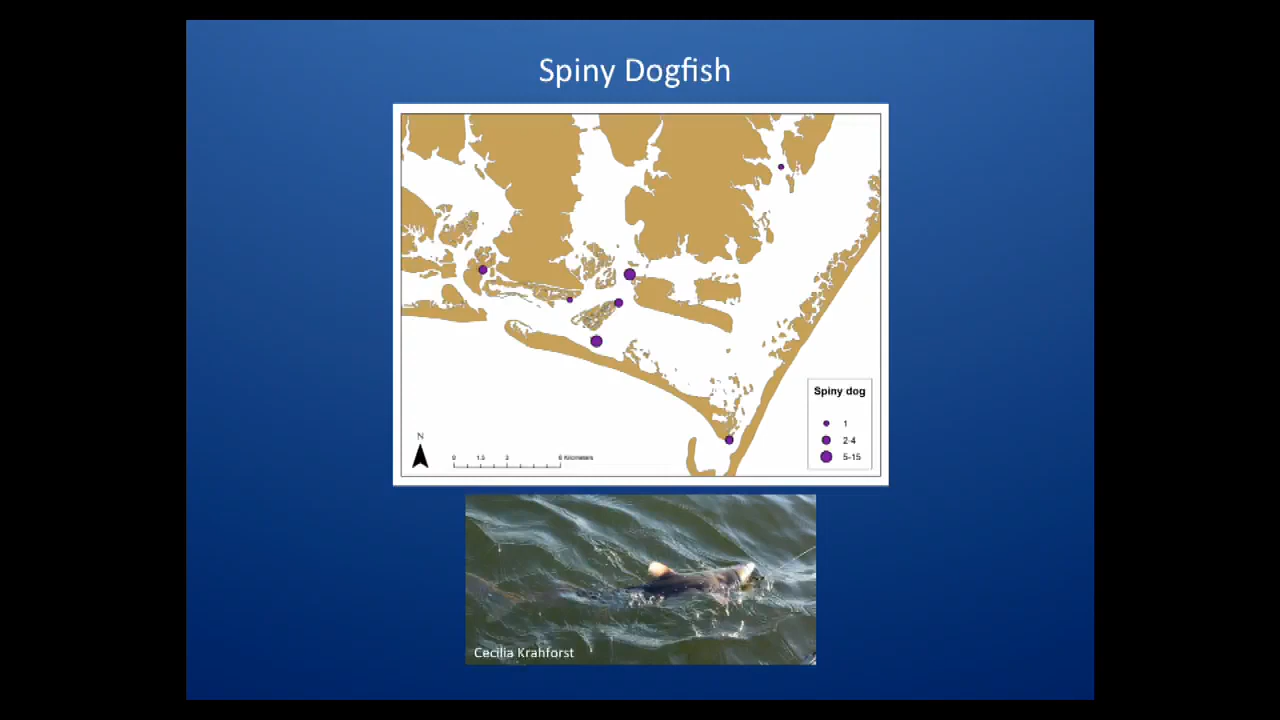 Spiny Dogfish
Spiny dog
1
2-4
5-15
N
0 1.5 3 6 Kilometers
Cecilia Krahforst